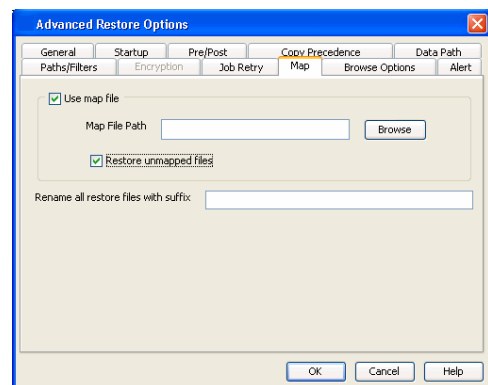 Advanced Restore Options
General Startup Pre/Post Copy Precedence Data Path
Paths/Filters Encryption Job Retry Map Browse Options Alert
Use map file
Map File Path Browse
Restore unmapped files
Rename all restore files with suffix
OK Cancel Help